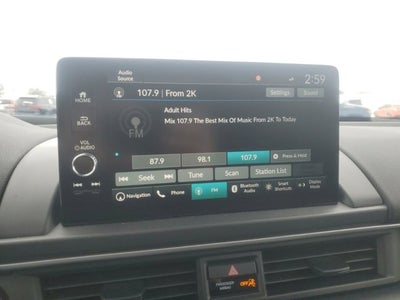 Audio
Source
2:59
HOME
107.9 | From 2K
Settings
Sound
Adult Hits
Mix 107.9 The Best Mix Of Music From 2K To Today
BACK
FM
VOL
AUDIO
87.9
98.1
107.9
Press & Hold
Seek
Tune
Scan
Station List
Navigation
Phone
FM
Bluetooth
Audio
Smart
Shortcuts
Display
Mode
PASSENGER
AIRBAG
OFF